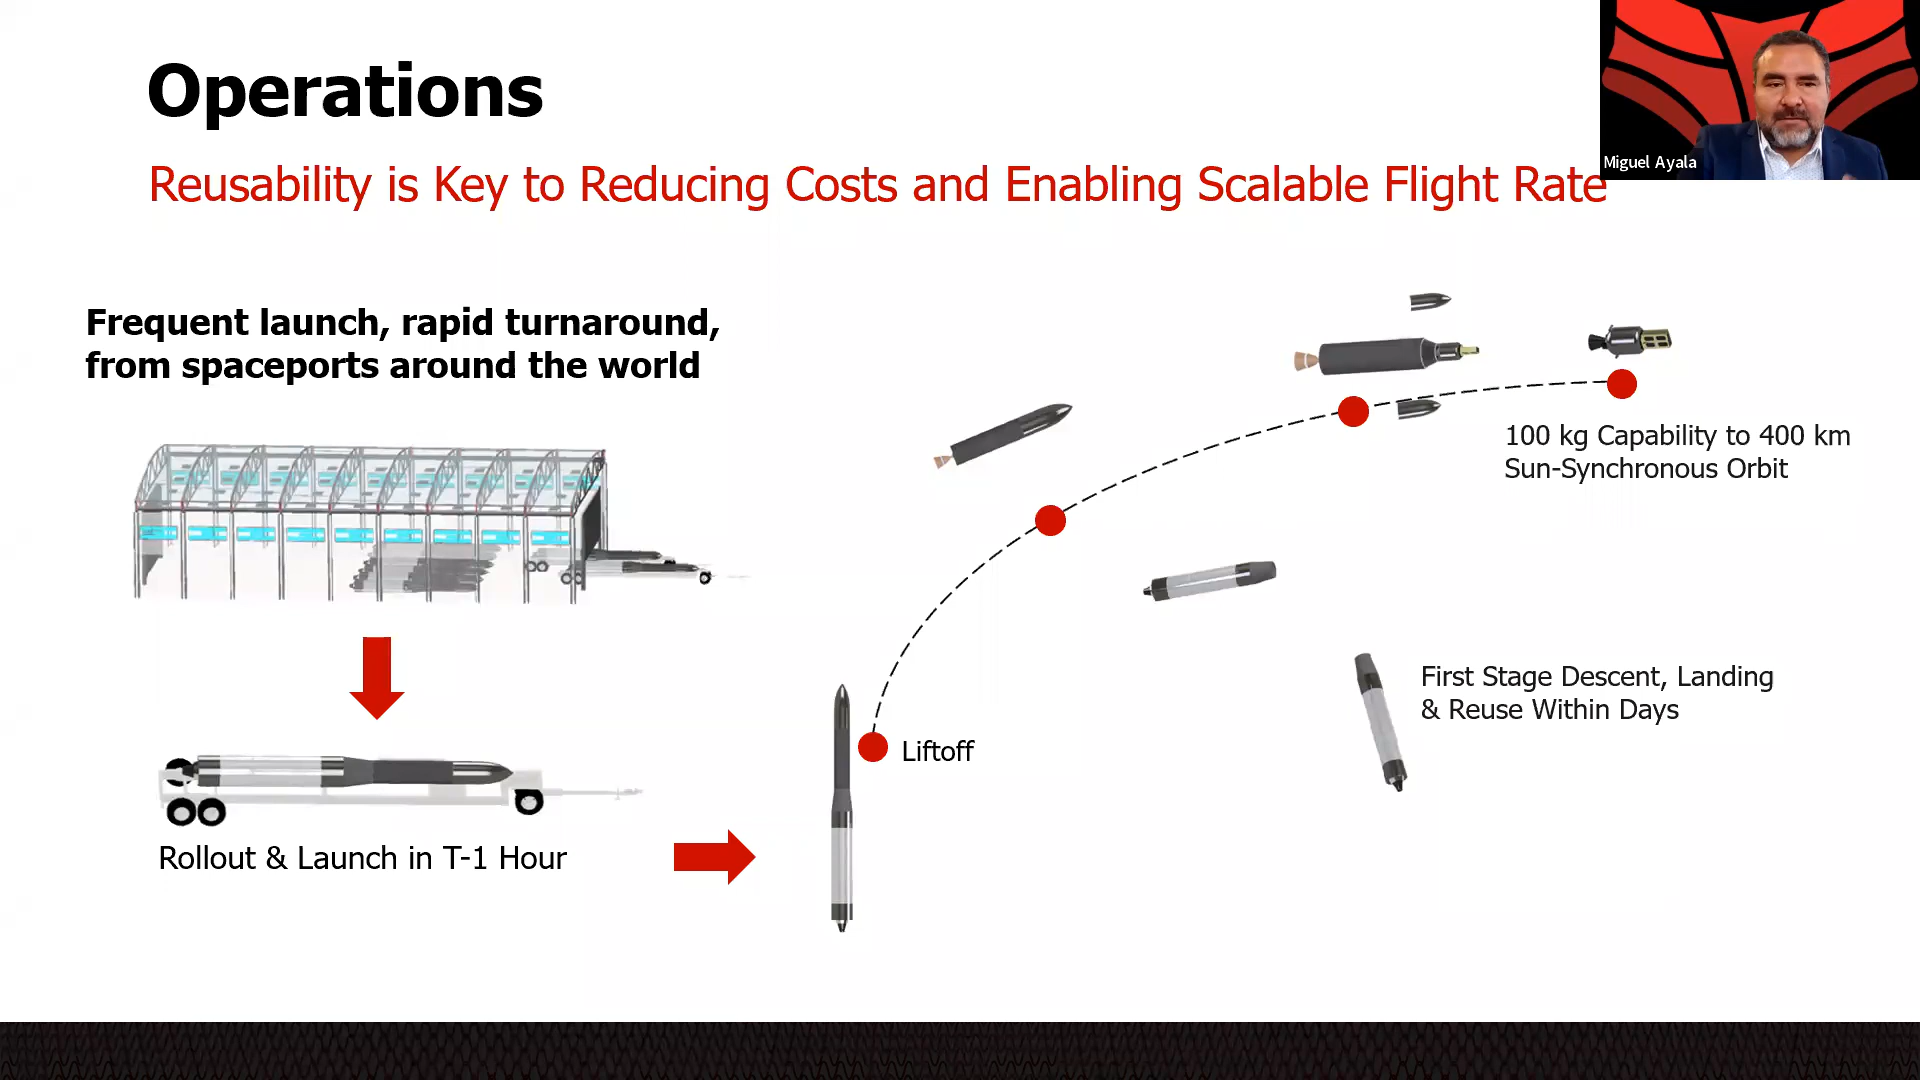 Operations
Reusability is Key to Reducing Costs and Enabling Scalable Flight Rate
Miguel Ayala
Frequent launch, rapid turnaround,
from spaceports around the world
100 kg Capability to 400 km
Sun-Synchronous Orbit
First Stage Descent, Landing
& Reuse Within Days
Liftoff
Rollout & Launch in T-1 Hour